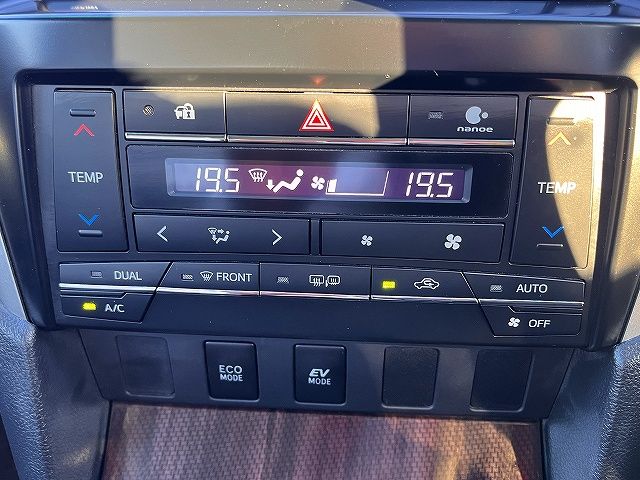 nanoe
TEMP
19.5
19.5
TEMP
DUAL
FRONT
AUTO
A/C
OFF
ECO
MODE
EV
MODE